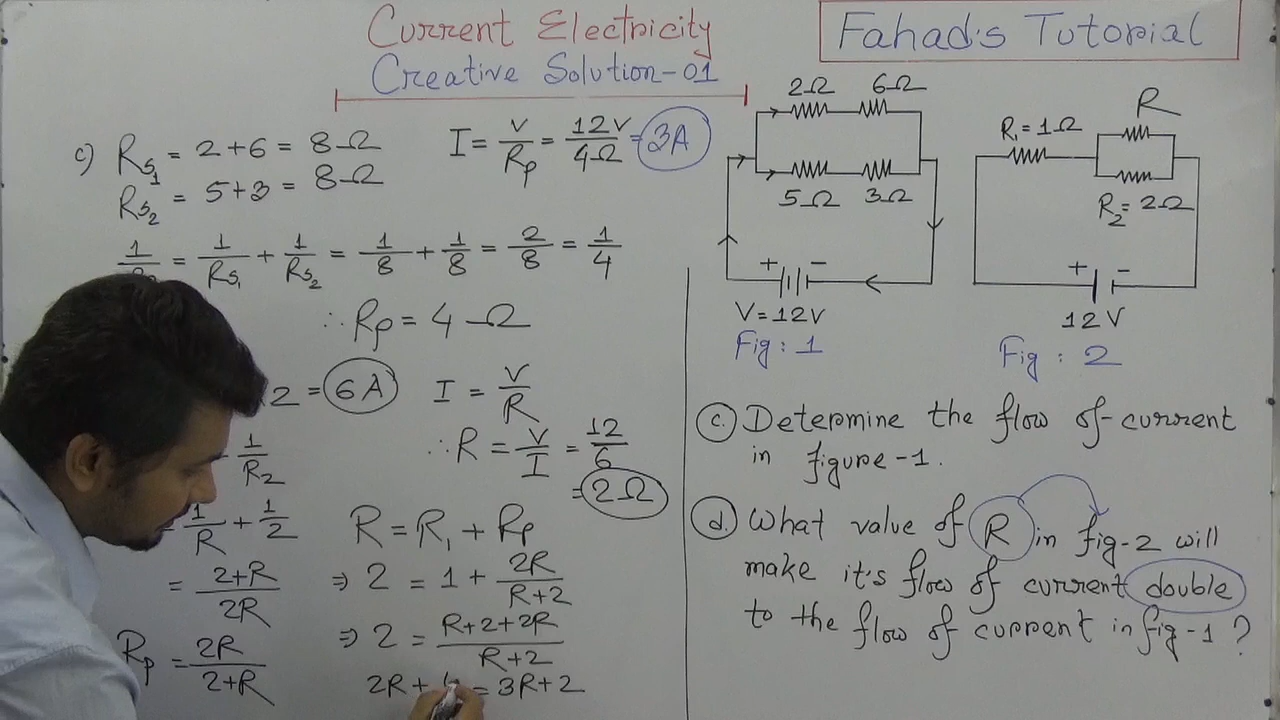 Current Electricity
Creative Solution-01
Fahad's Tutorial
c) Rs1 = 2+6 = 8Ω
Rs2 = 5+3 = 8Ω
I = V/Rp = 12V/4Ω = 3A
= 1/Rs1 + 1/Rs2 = 1/8 + 1/8 = 2/8 = 1/4
∴ Rp = 4Ω
2 = 6A
1/R2
= 1/R + 1/2
= 2+R/2R
Rp = 2R/2+R
I = V/R
∴ R = V/I = 12/6
= 2Ω
R = R1 + Rp
⇒ 2 = 1 + 2R/R+2
⇒ 2 = R+2+2R/R+2
2R + = 3R+2
2Ω 6Ω
5Ω 3Ω
+ -
V=12V
Fig: 1
R
R1=1Ω
R2=2Ω
+ -
12V
Fig: 2
c. Determine the flow of current
in figure-1.
d. What value of R in fig-2 will
make it's flow of current double
to the flow of current in fig-1?